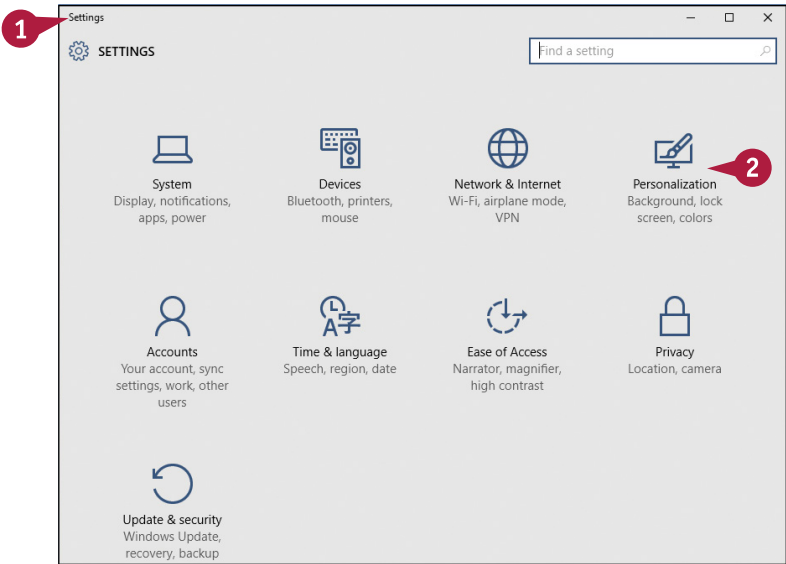 1
Settings
SETTINGS
Find a setting
System
Display, notifications,
apps, power
Devices
Bluetooth, printers,
mouse
Network & Internet
Wi-Fi, airplane mode,
VPN
Personalization
Background, lock
screen, colors
2
Accounts
Your account, sync
settings, work, other
users
Time & language
Speech, region, date
A字
Ease of Access
Narrator, magnifier,
high contrast
Privacy
Location, camera
Update & security
Windows Update,
recovery, backup